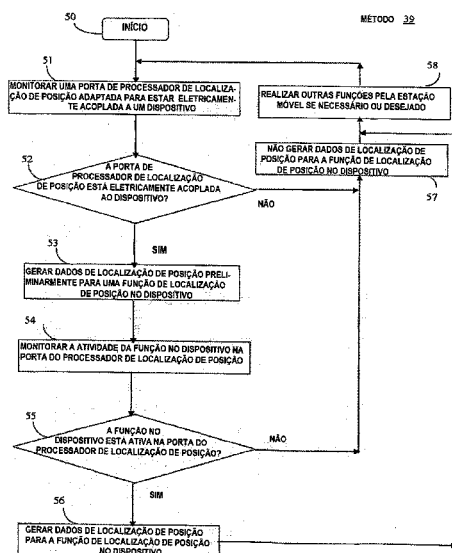 MÉTODO 39
50
INÍCIO
51
MONITORAR UMA PORTA DE PROCESSADOR DE LOCALIZA-
ÇÃO DE POSIÇÃO ADAPTADA PARA ESTAR ELETRICAMEN-
TE ACOPLADA A UM DISPOSITIVO
52
A PORTA DE
PROCESSADOR DE LOCALIZAÇÃO
DE POSIÇÃO ESTÁ ELETRICAMENTE ACOPLADA
AO DISPOSITIVO?
NÃO
SIM
53
GERAR DADOS DE LOCALIZAÇÃO DE POSIÇÃO PRELI-
MINARMENTE PARA UMA FUNÇÃO DE LOCALIZAÇÃO
DE POSIÇÃO NO DISPOSITIVO
54
MONITORAR A ATIVIDADE DA FUNÇÃO NO DISPOSITIVO NA
PORTA DO PROCESSADOR DE LOCALIZAÇÃO DE POSIÇÃO
55
A FUNÇÃO NO
DISPOSITIVO ESTA ATIVA NA PORTA DO
PROCESSADOR DE LOCALIZAÇÃO DE POSIÇÃO?
NÃO
SIM
56
GERAR DADOS DE LOCALIZAÇÃO DE POSIÇÃO
PARA A FUNÇÃO DE LOCALIZAÇÃO DE POSIÇÃO
NO DISPOSITIVO
58
REALIZAR OUTRAS FUNÇÕES PELA ESTAÇÃO
MÓVEL SE NECESSÁRIO OU DESEJADO
NÃO GERAR DADOS DE LOCALIZAÇÃO DE
POSIÇÃO PARA A FUNÇÃO DE LOCALIZAÇÃO
DE POSIÇÃO NO DISPOSITIVO
57